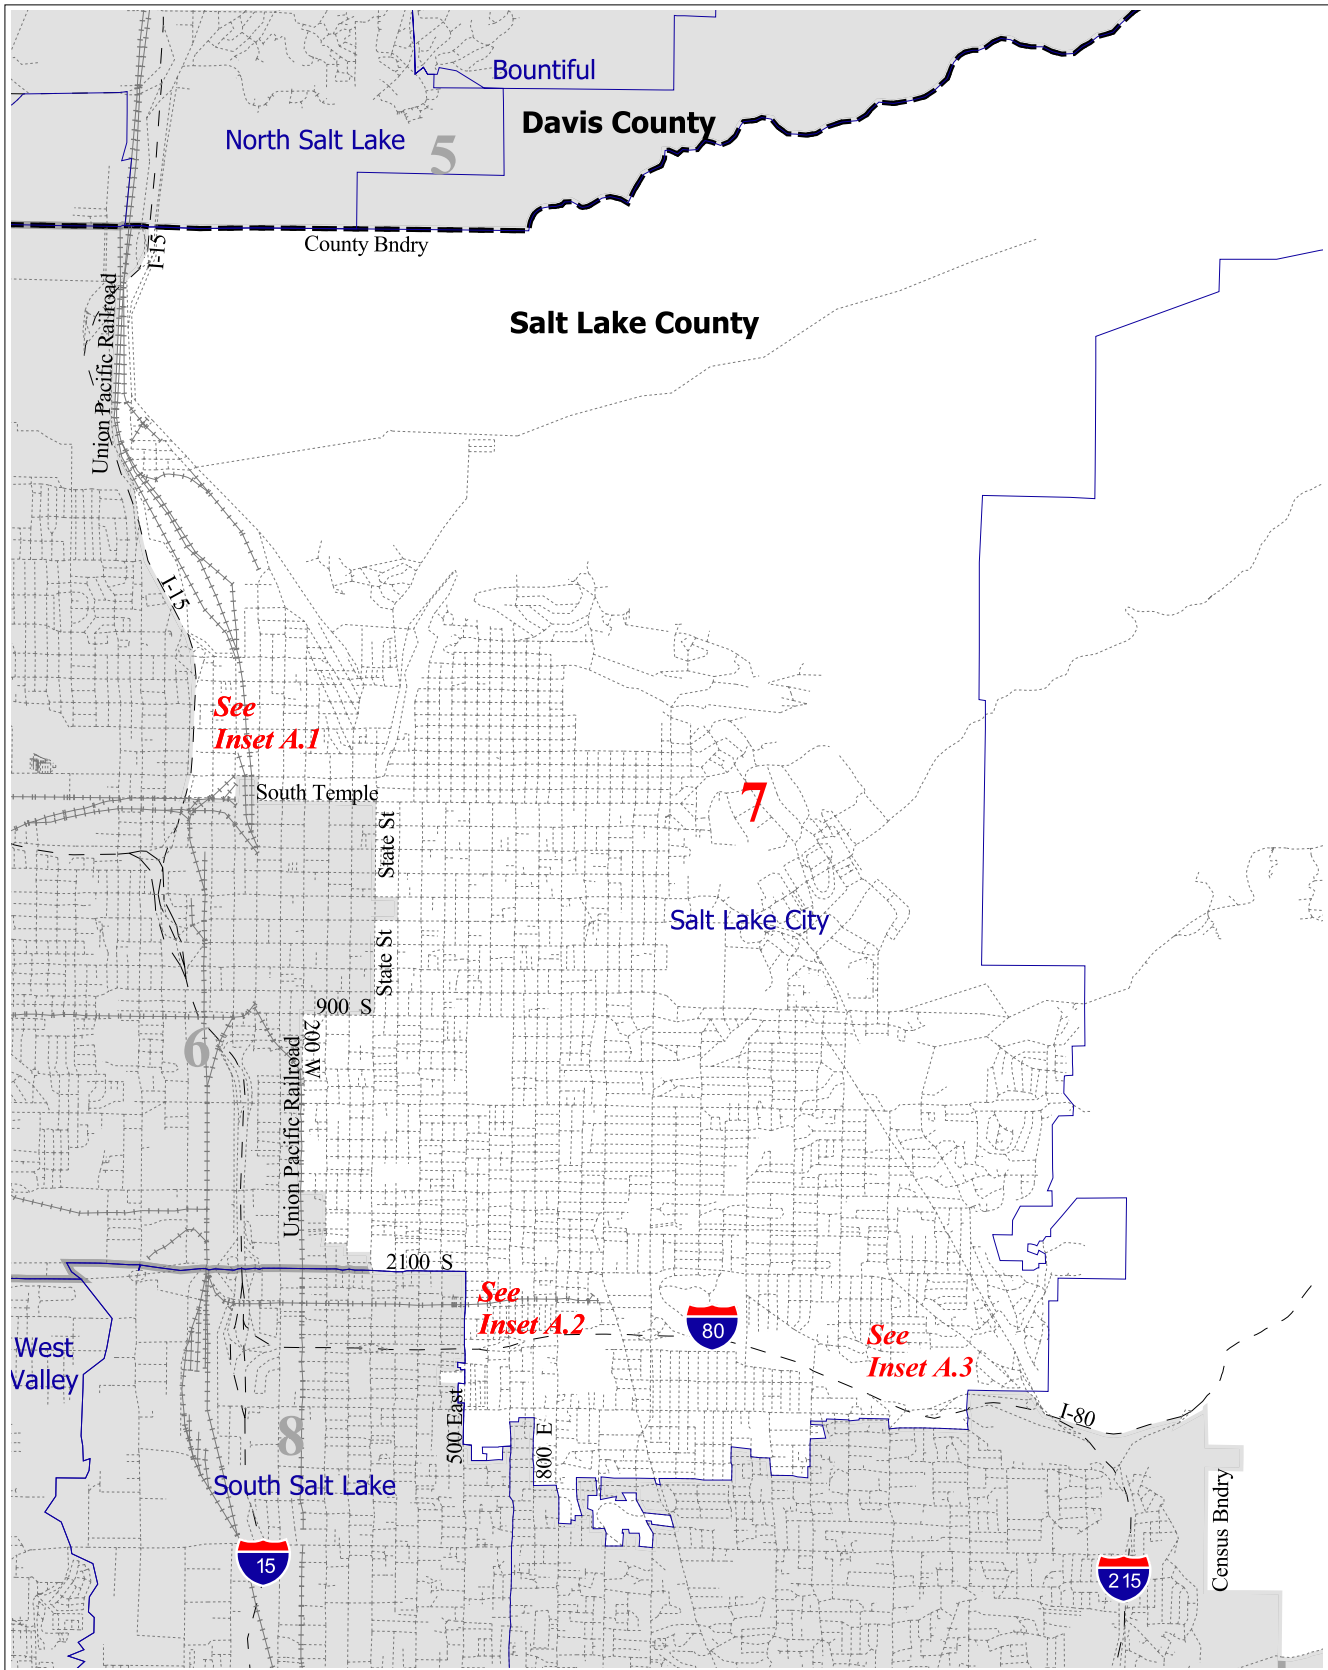 Bountiful
Davis County
North Salt Lake
5
County Bndry
I-15
Union Pacific Railroad
Salt Lake County
I-15
See
Inset A.1
South Temple
State St
7
Salt Lake City
State St
900 S
200 W
6
Union Pacific Railroad
2100 S
See
Inset A.2
80
See
Inset A.3
West
Valley
500 East
800 E
I-80
8
South Salt Lake
Census Bndry
15
215